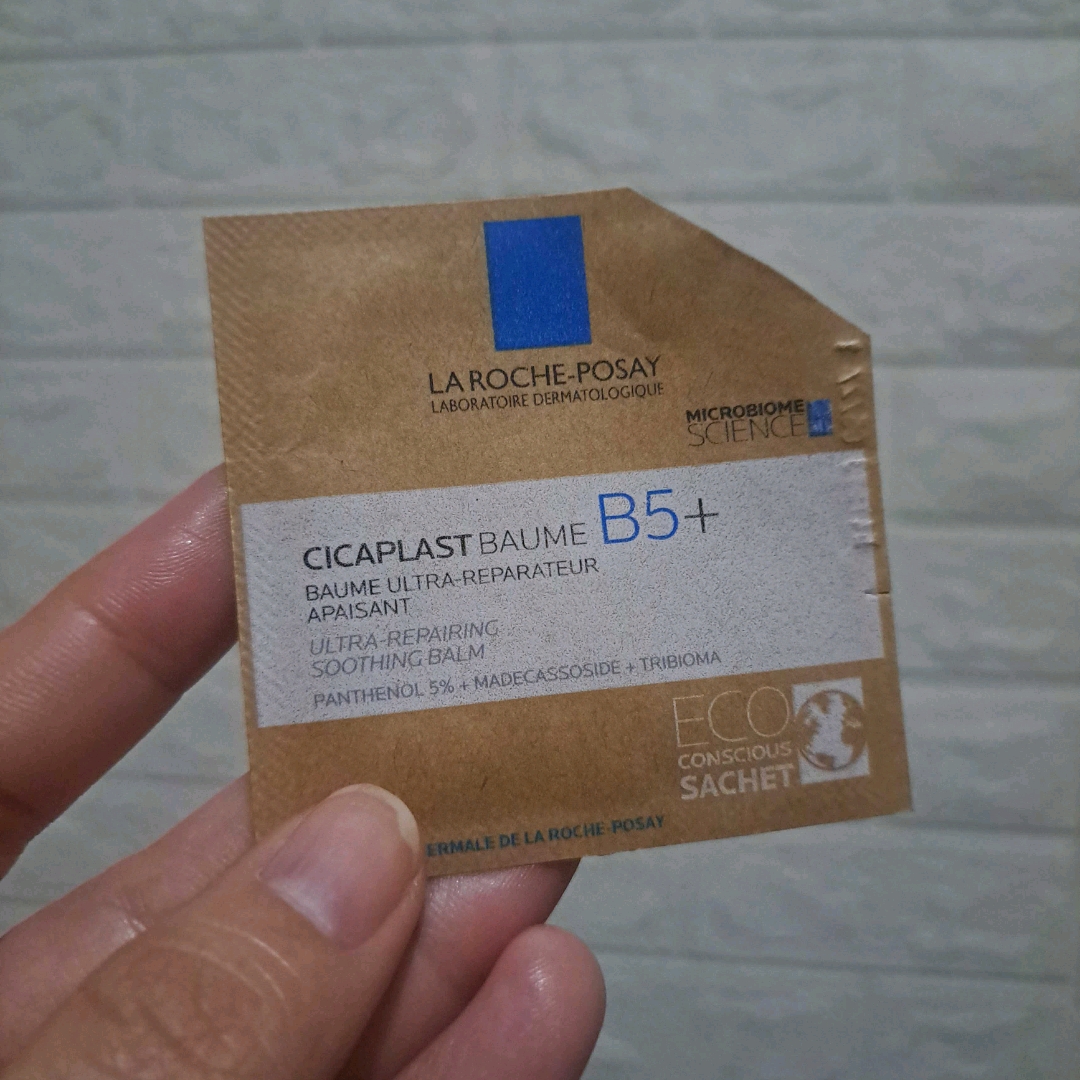 LA ROCHE-POSAY
LABORATOIRE DERMATOLOGIQUE
MICROBIOME
SCIENCE
CICAPLAST BAUME B5+
BAUME ULTRA-REPARATEUR
APAISANT
ULTRA-REPAIRING
SOOTHING BALM
PANTHENOL 5% + MADECASSOSIDE + TRIBIOMA
ECO
CONSCIOUS
SACHET
DE LA ROCHE-POSAY